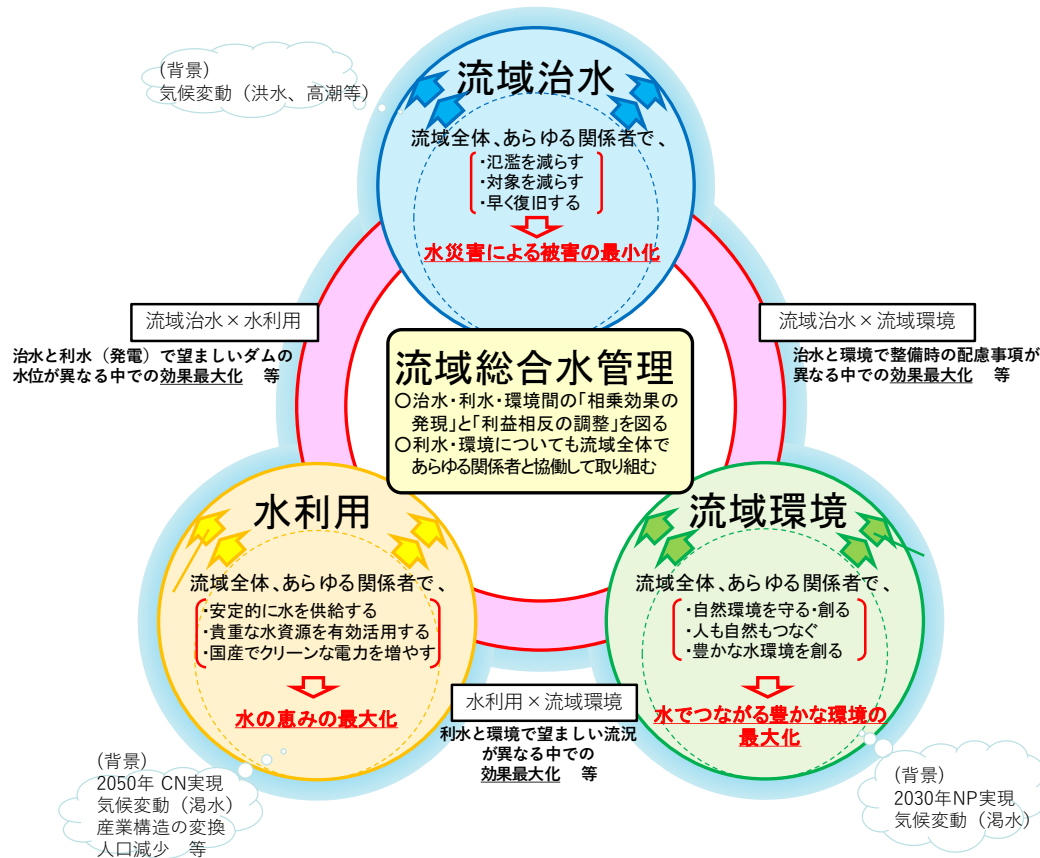 (背景)
気候変動（洪水、高潮等）
流域治水
流域全体、あらゆる関係者で、
・氾濫を減らす
・対象を減らす
・早く復旧する
水災害による被害の最小化
流域治水×水利用
治水と利水（発電）で望ましいダムの
水位が異なる中での効果最大化　等
流域治水×流域環境
治水と環境で整備時の配慮事項が
異なる中での効果最大化　等
流域総合水管理
○治水・利水・環境間の「相乗効果の
発現」と「利益相反の調整」を図る
○利水・環境についても流域全体で
あらゆる関係者と協働して取り組む
水利用
流域全体、あらゆる関係者で、
・安定的に水を供給する
・貴重な水資源を有効活用する
・国産でクリーンな電力を増やす
水の恵みの最大化
流域環境
流域全体、あらゆる関係者で、
・自然環境を守る・創る
・人も自然もつなぐ
・豊かな水環境を創る
水でつながる豊かな環境の
最大化
水利用×流域環境
利水と環境で望ましい流況
が異なる中での
効果最大化　等
(背景)
2050年 CN実現
気候変動（渇水）
産業構造の変換
人口減少　等
(背景)
2030年NP実現
気候変動（渇水）